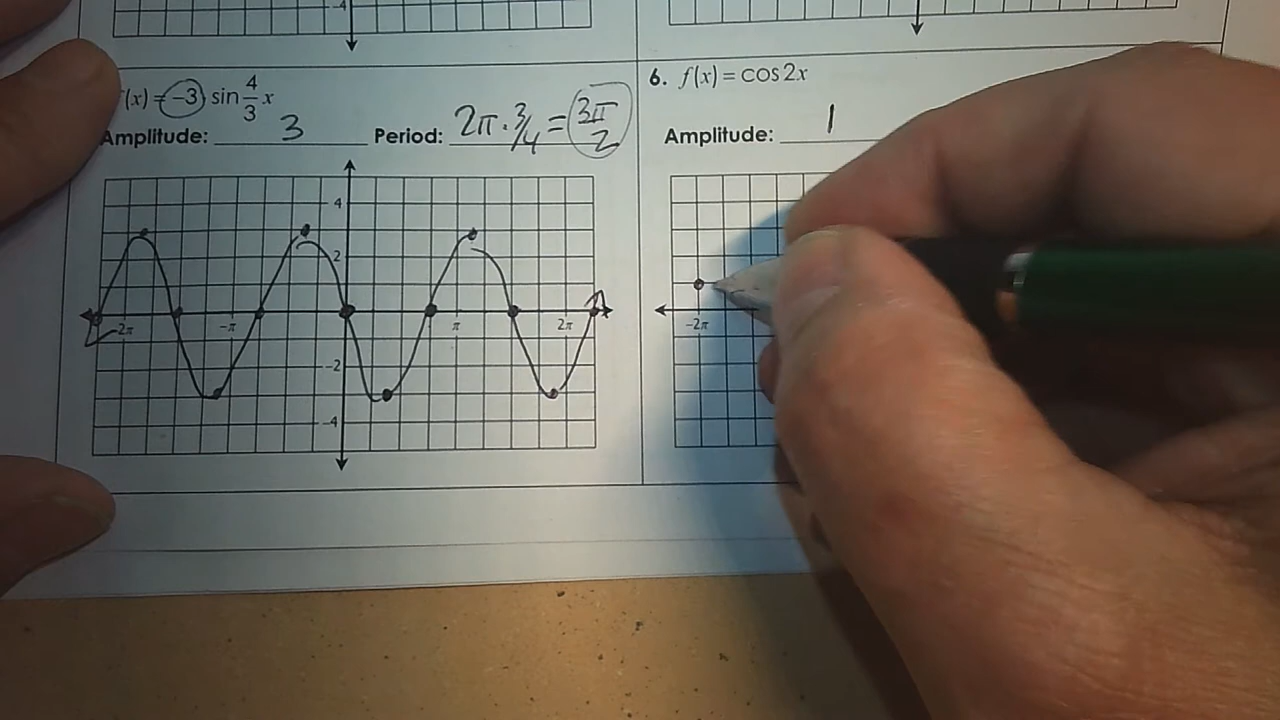 -4
(x) = -3 sin 4/3 x
Amplitude: 3 Period: 2π · 3/4 = 3π/2
4
2
-2π -π π 2π
-2
-4
6. f(x) = cos 2x
Amplitude: 1
-2π